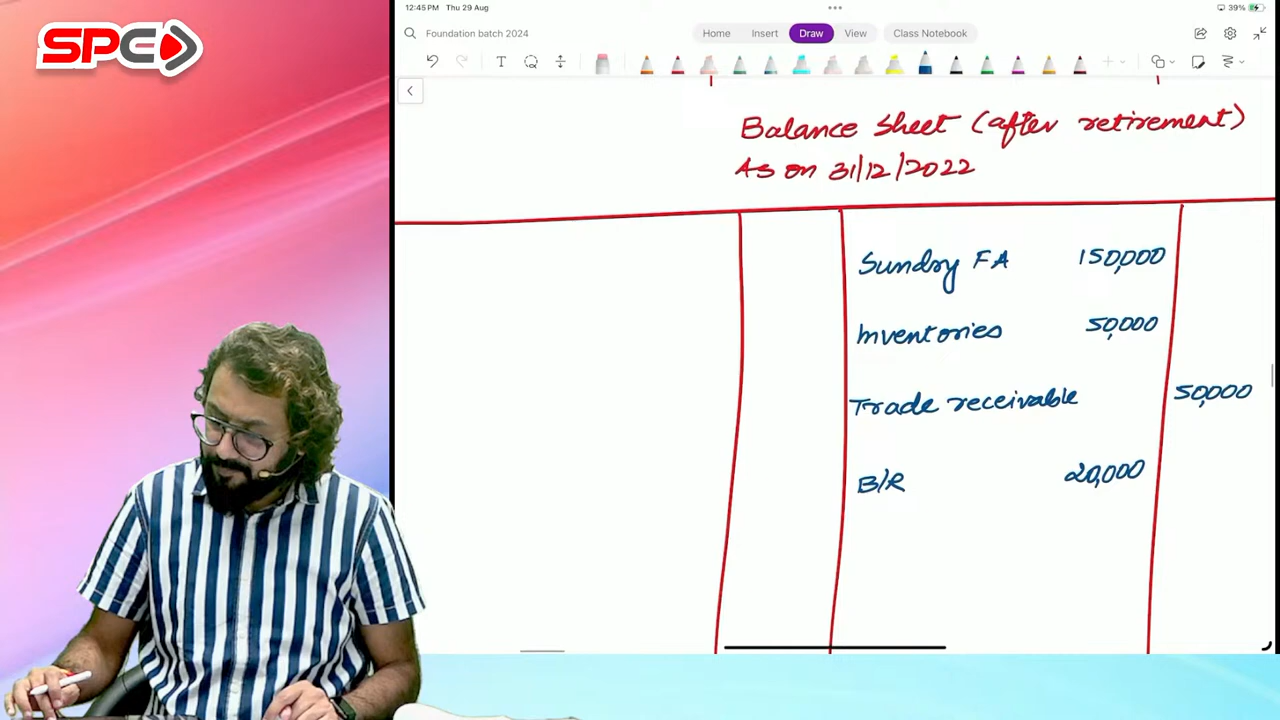 SPE
12:45 PM Thu 29 Aug
39%
Foundation batch 2024
Home Insert Draw View Class Notebook
T
Balance Sheet (after retirement)
As on 31/12/2022
Sundry FA 150,000
Inventories 50,000
Trade receivable 50,000
B/R 20,000